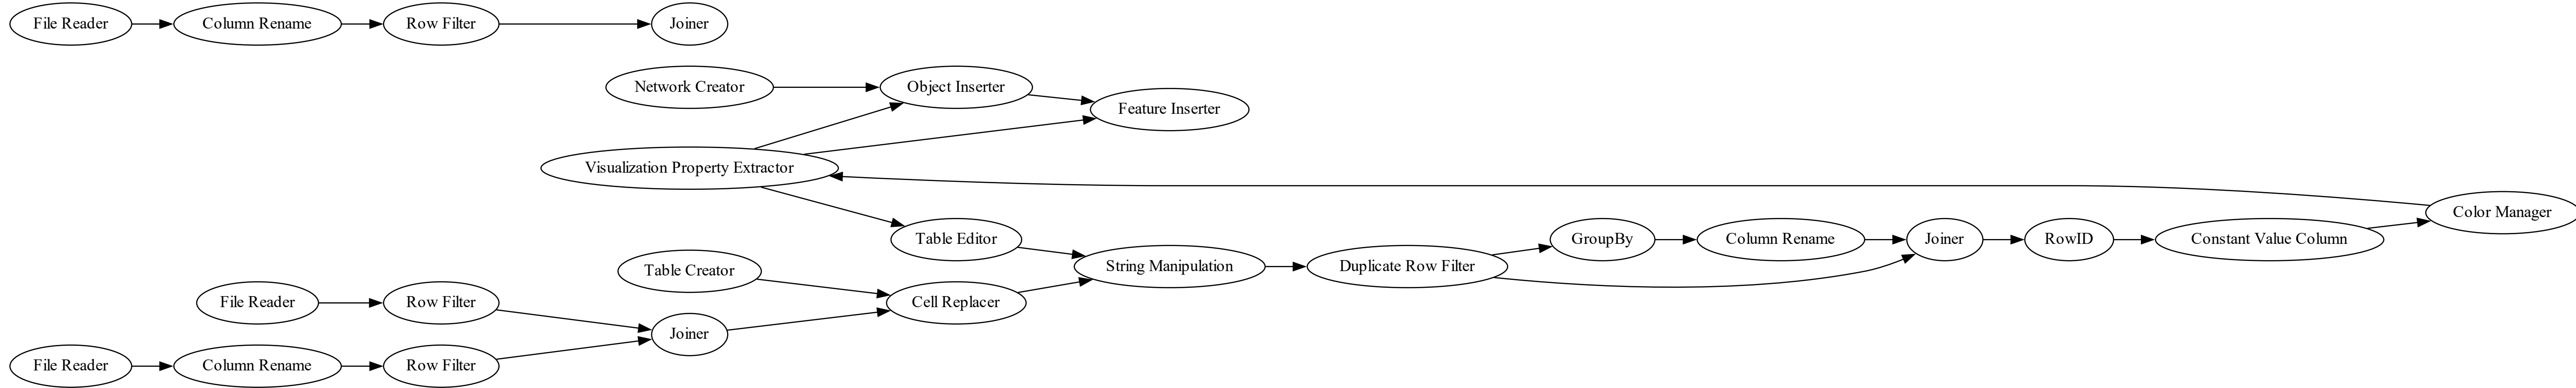 File Reader
Column Rename
Row Filter
Joiner
Network Creator
Object Inserter
Feature Inserter
Visualization Property Extractor
Table Editor
Table Creator
Cell Replacer
String Manipulation
Duplicate Row Filter
GroupBy
Column Rename
Joiner
RowID
Constant Value Column
Color Manager
File Reader
Row Filter
Joiner
File Reader
Column Rename
Row Filter